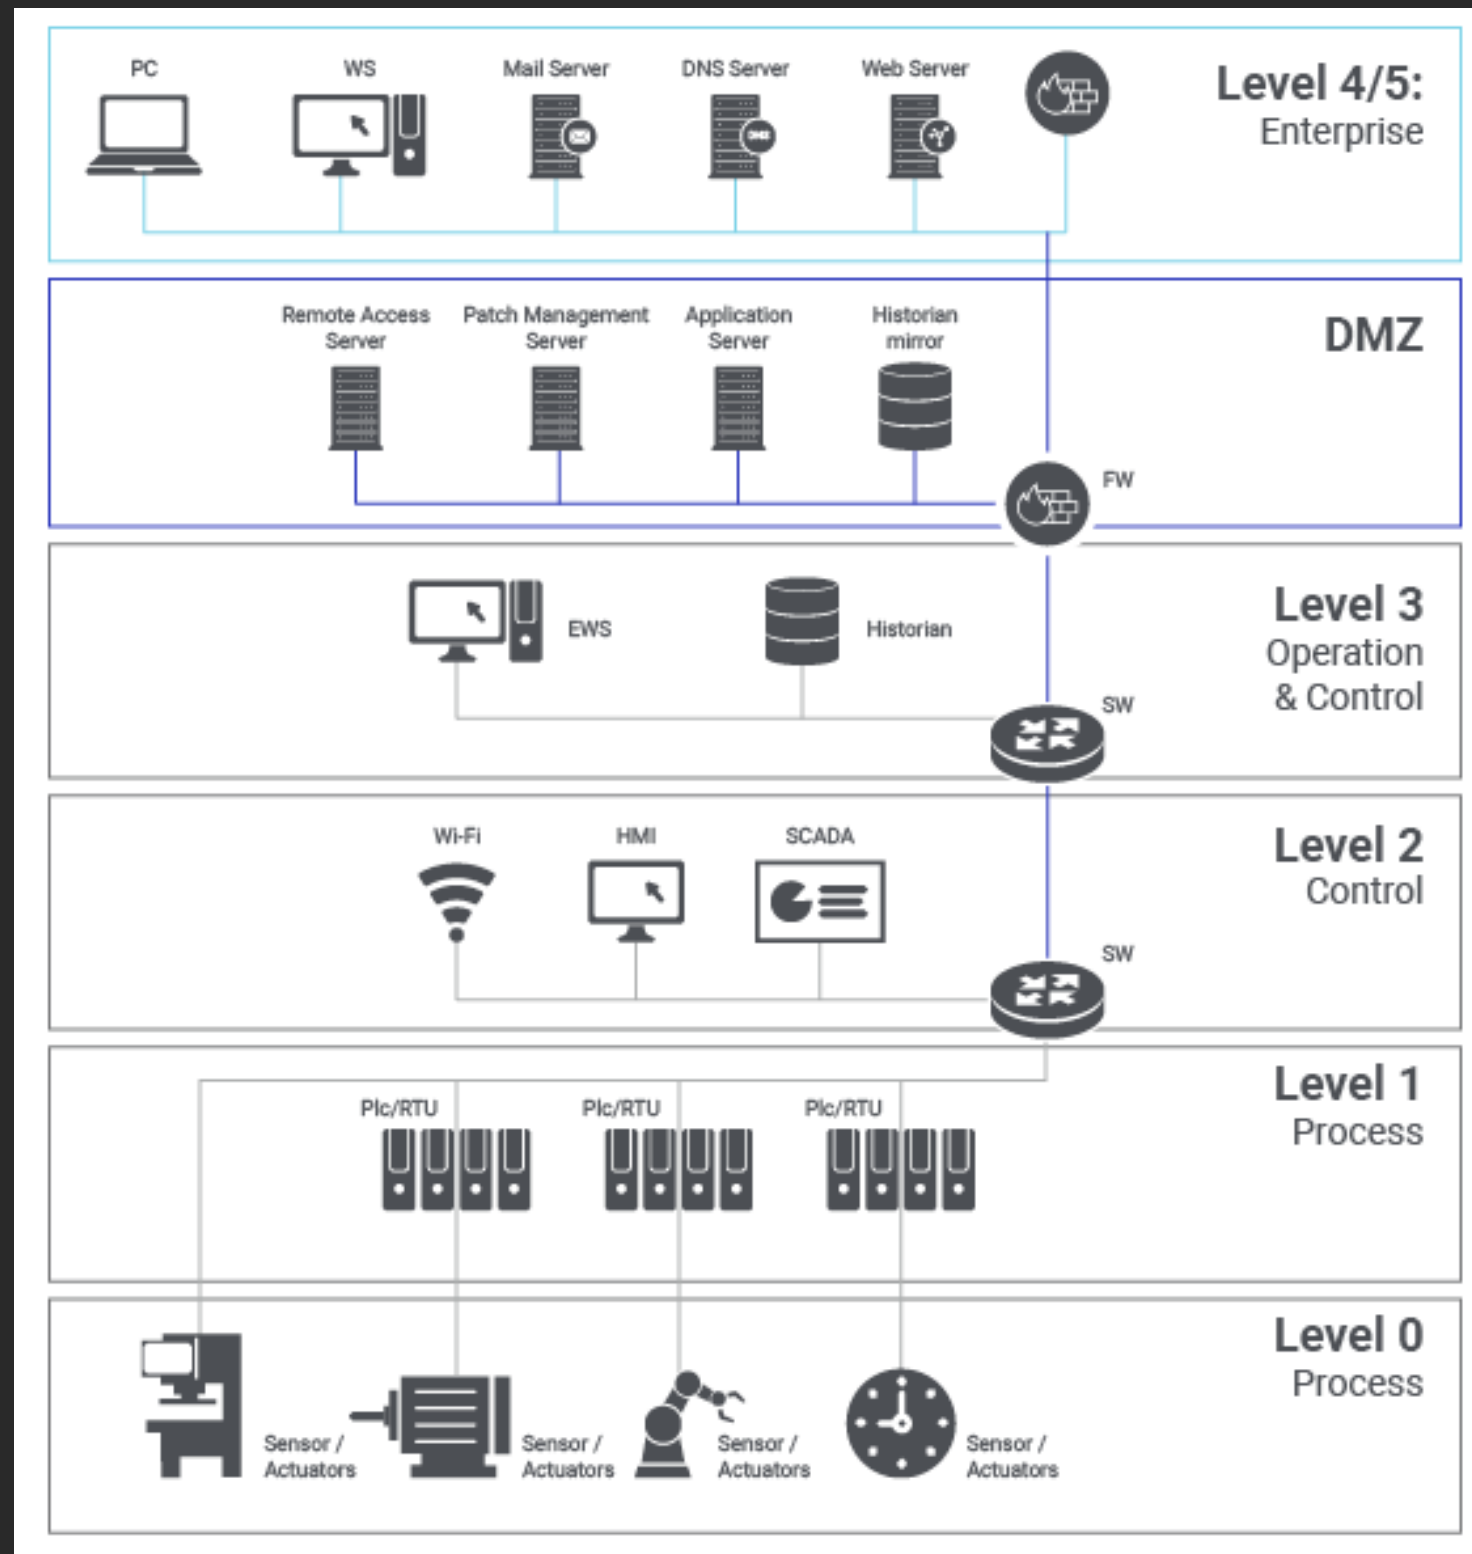 PC
WS
Mail Server
DNS Server
Web Server
Level 4/5:
Enterprise
Remote Access
Server
Patch Management
Server
Application
Server
Historian
mirror
DMZ
FW
EWS
Historian
Level 3
Operation
& Control
SW
Wi-Fi
HMI
SCADA
Level 2
Control
SW
Plc/RTU
Plc/RTU
Plc/RTU
Level 1
Process
Level 0
Process
Sensor /
Actuators
Sensor /
Actuators
Sensor /
Actuators
Sensor /
Actuators